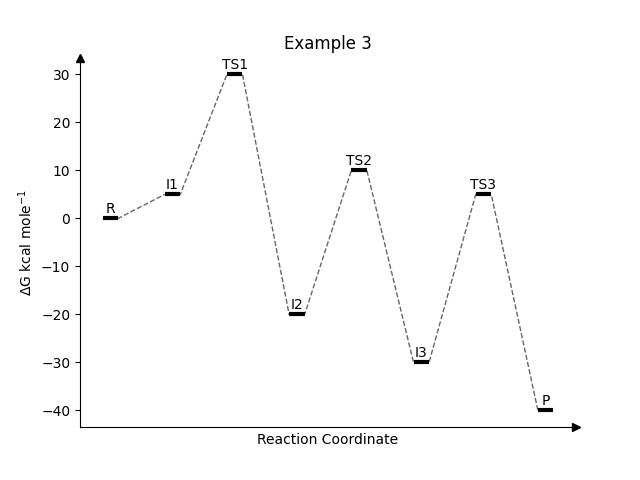 Example 3
30
20
10
0
−10
−20
−30
−40
ΔG kcal mole⁻¹
R
I1
TS1
I2
TS2
I3
TS3
P
Reaction Coordinate